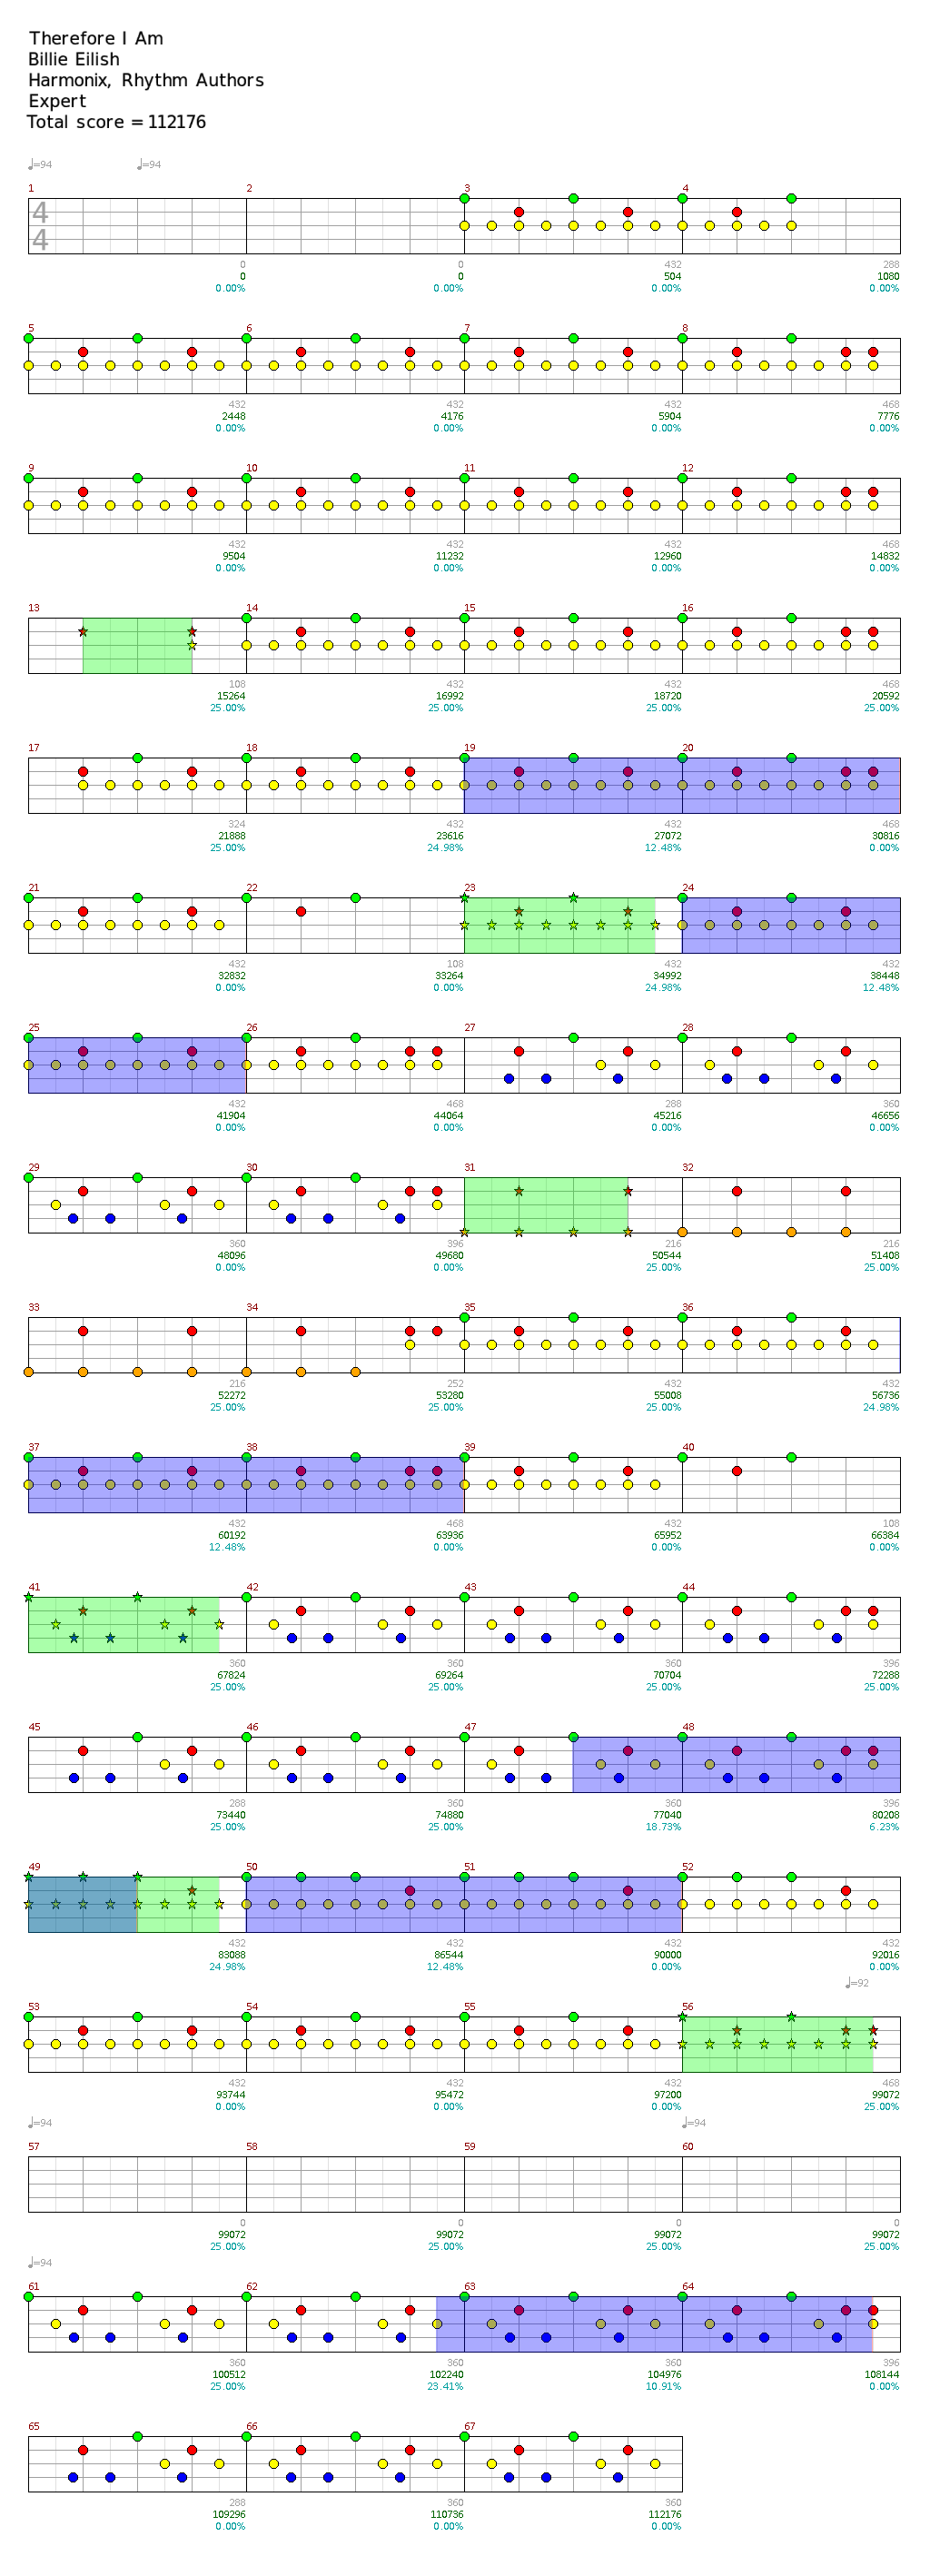 Therefore I Am
Billie Eilish
Harmonix, Rhythm Authors
Expert
Total score = 112176
♩=94 ♩=94
1 2 3 4
4
4
0 0 432 288
0 0 504 1080
0.00% 0.00% 0.00% 0.00%
5 6 7 8
432 432 432 468
2448 4176 5904 7776
0.00% 0.00% 0.00% 0.00%
9 10 11 12
432 432 432 468
9504 11232 12960 14832
0.00% 0.00% 0.00% 0.00%
13 14 15 16
108 432 432 468
15264 16992 18720 20592
25.00% 25.00% 25.00% 25.00%
17 18 19 20
324 432 432 468
21888 23616 27072 30816
25.00% 24.98% 12.48% 0.00%
21 22 23 24
432 108 432 432
32832 33264 34992 38448
0.00% 0.00% 24.98% 12.48%
25 26 27 28
432 468 288 360
41904 44064 45216 46656
0.00% 0.00% 0.00% 0.00%
29 30 31 32
360 396 216 216
48096 49680 50544 51408
0.00% 0.00% 25.00% 25.00%
33 34 35 36
216 252 432 432
52272 53280 55008 56736
25.00% 25.00% 25.00% 24.98%
37 38 39 40
432 468 432 108
60192 63936 65952 66384
12.48% 0.00% 0.00% 0.00%
41 42 43 44
360 360 360 396
67824 69264 70704 72288
25.00% 25.00% 25.00% 25.00%
45 46 47 48
288 360 360 396
73440 74880 77040 80208
25.00% 25.00% 18.73% 6.23%
49 50 51 52
432 432 432 432
83088 86544 90000 92016
24.98% 12.48% 0.00% 0.00%
♩=92
53 54 55 56
432 432 432 468
93744 95472 97200 99072
0.00% 0.00% 0.00% 25.00%
♩=94 ♩=94
57 58 59 60
0 0 0 0
99072 99072 99072 99072
25.00% 25.00% 25.00% 25.00%
♩=94
61 62 63 64
360 360 360 396
100512 102240 104976 108144
25.00% 23.41% 10.91% 0.00%
65 66 67
288 360 360
109296 110736 112176
0.00% 0.00% 0.00%